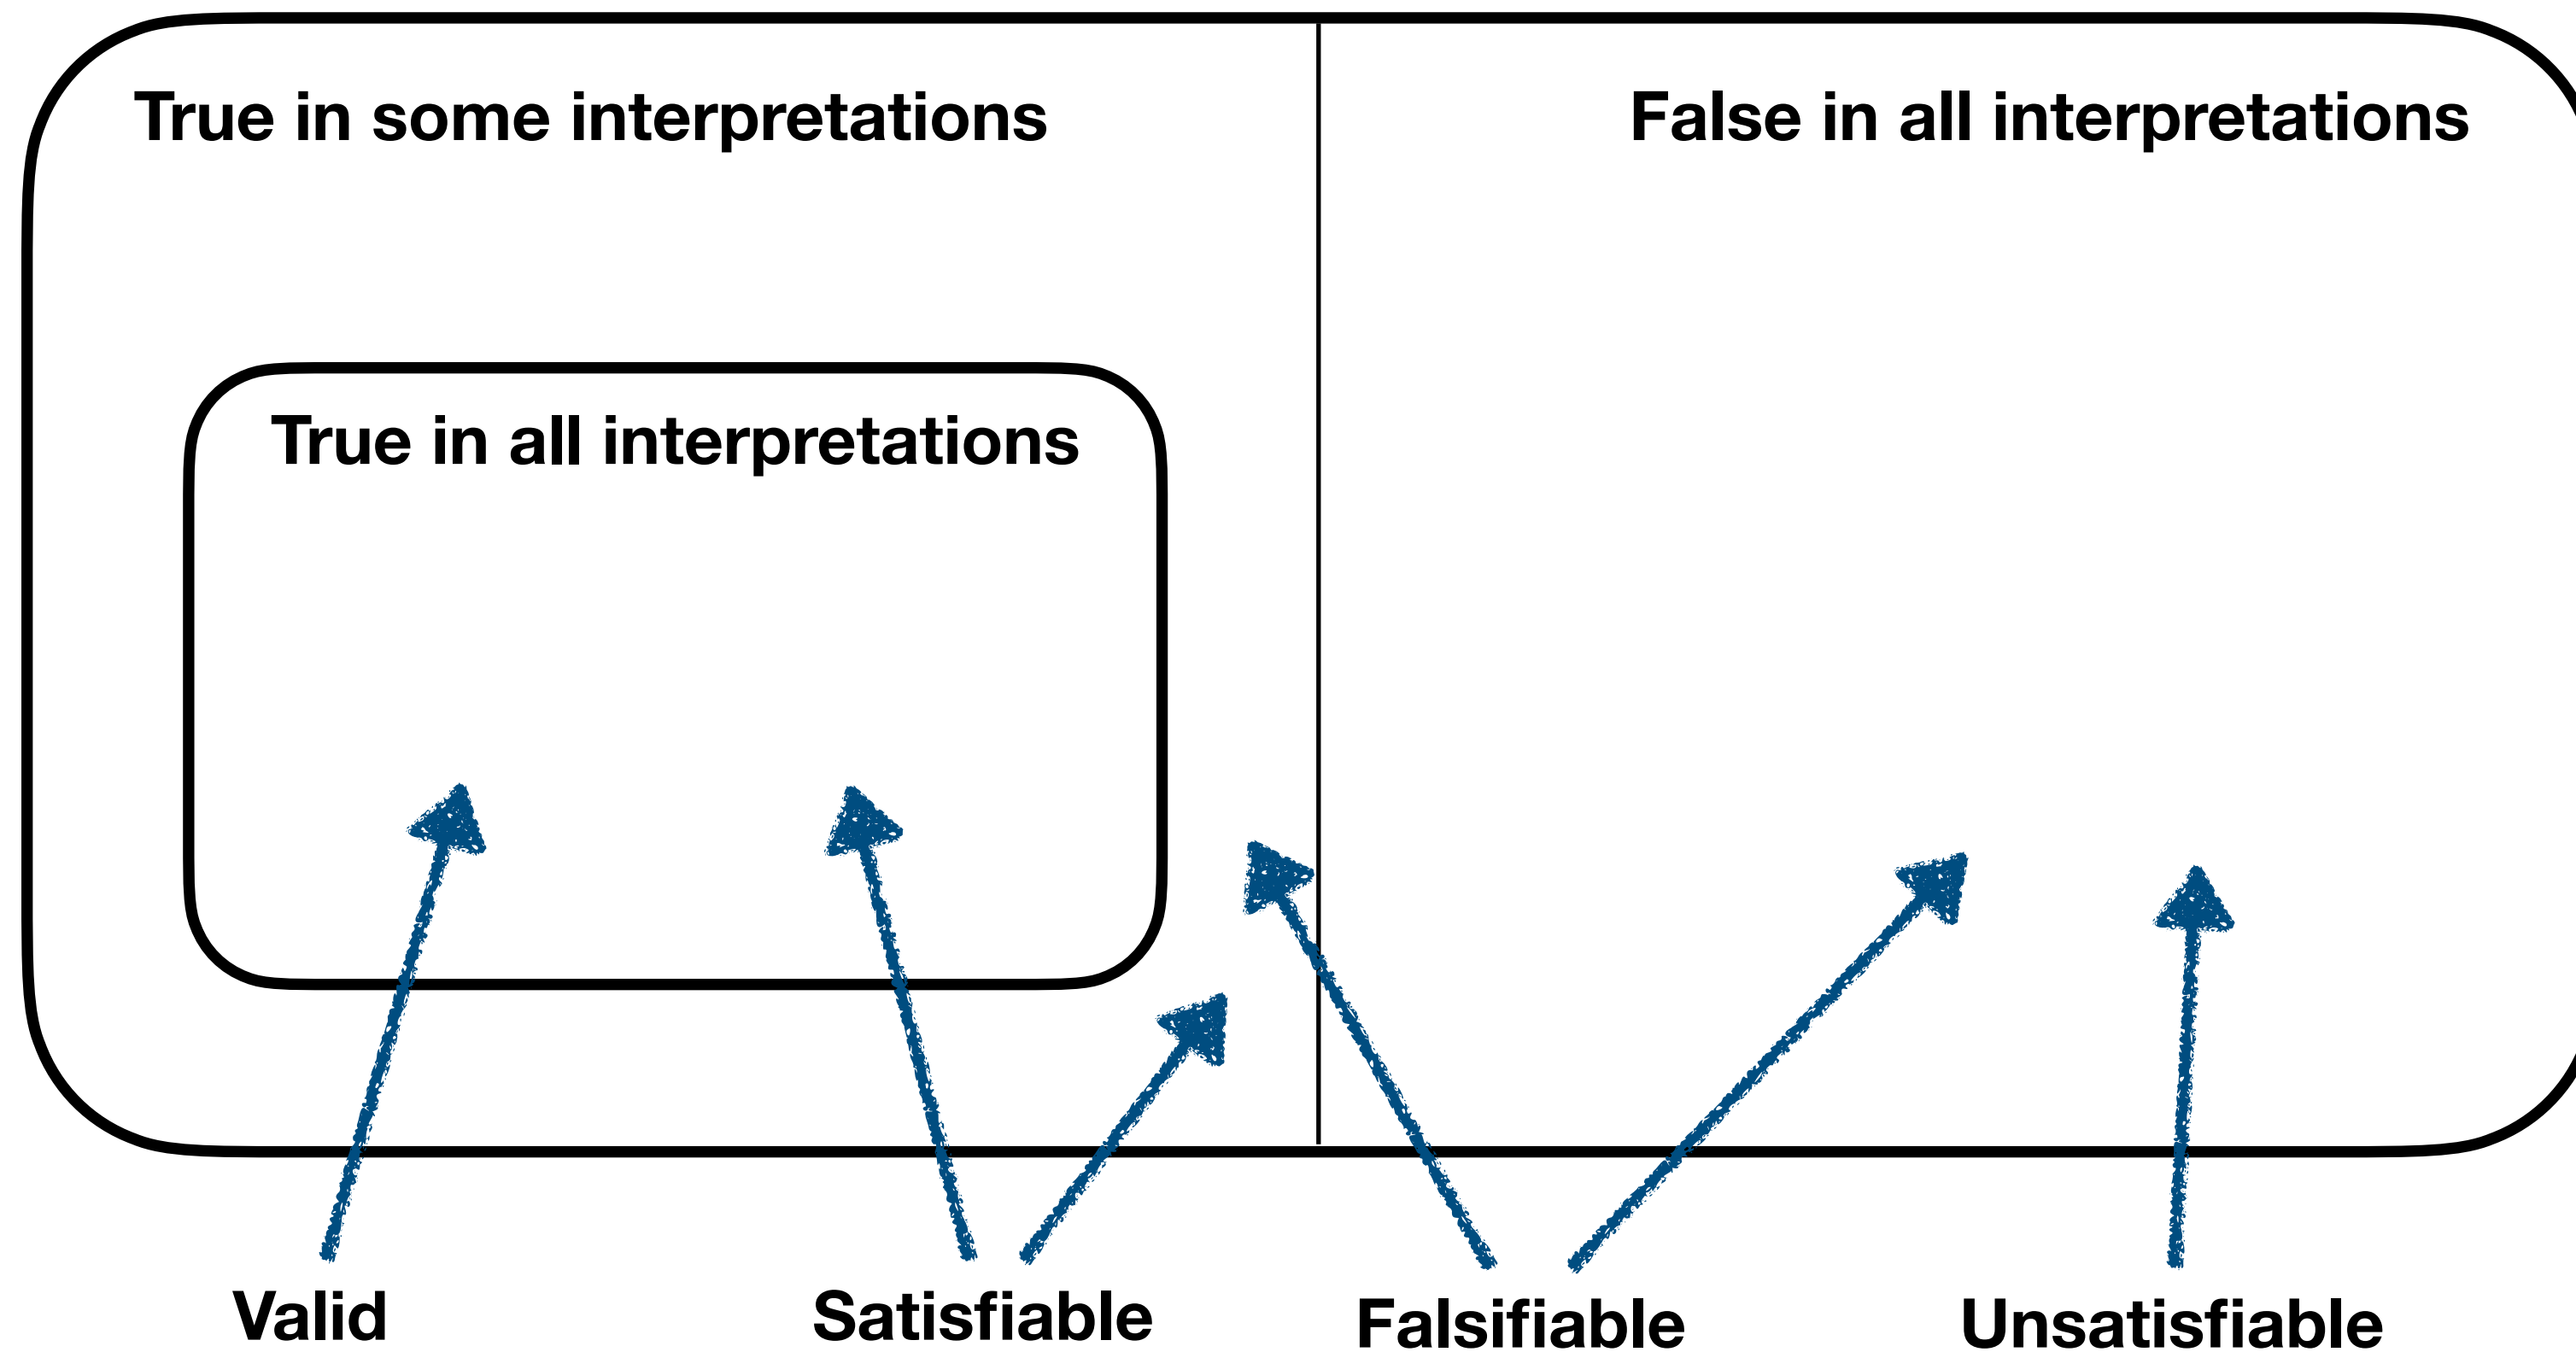 True in some interpretations
False in all interpretations
True in all interpretations
Valid
Satisfiable
Falsifiable
Unsatisfiable